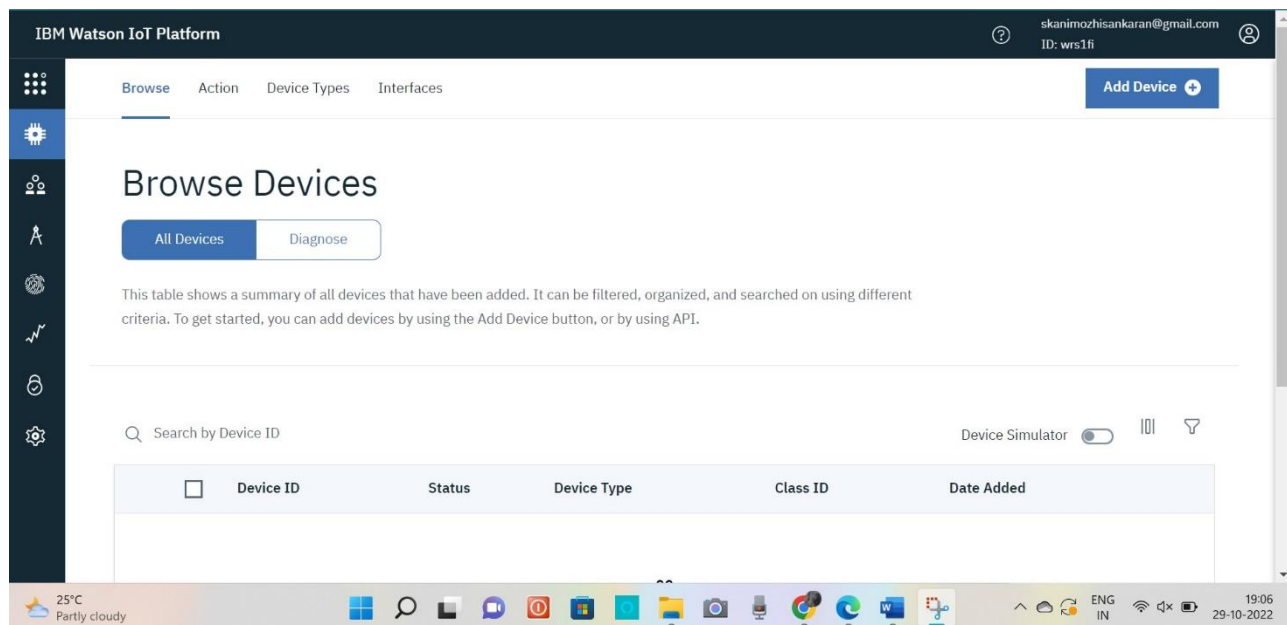 IBM Watson IoT Platform
skanimozhisankaran@gmail.com
ID: wrs1fi
Browse Action Device Types Interfaces
Add Device
Browse Devices
All Devices Diagnose
This table shows a summary of all devices that have been added. It can be filtered, organized, and searched on using different
criteria. To get started, you can add devices by using the Add Device button, or by using API.
Search by Device ID
Device Simulator
Device ID Status Device Type Class ID Date Added
25°C
Partly cloudy
ENG
IN
19:06
29-10-2022